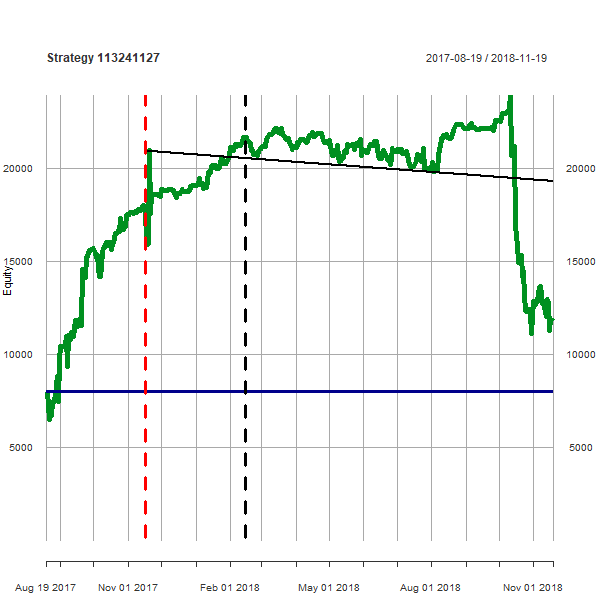 Strategy 113241127
2017-08-19 / 2018-11-19
20000 20000
15000 15000
Equity
10000 10000
5000 5000
Aug 19 2017 Nov 01 2017 Feb 01 2018 May 01 2018 Aug 01 2018 Nov 01 2018